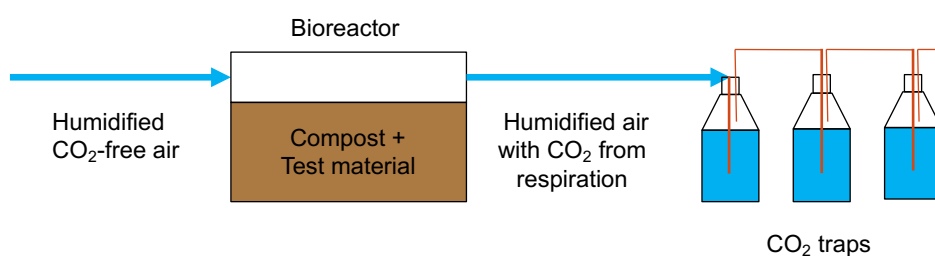 Bioreactor
Humidified
CO₂-free air
Compost +
Test material
Humidified air
with CO₂ from
respiration
CO₂ traps